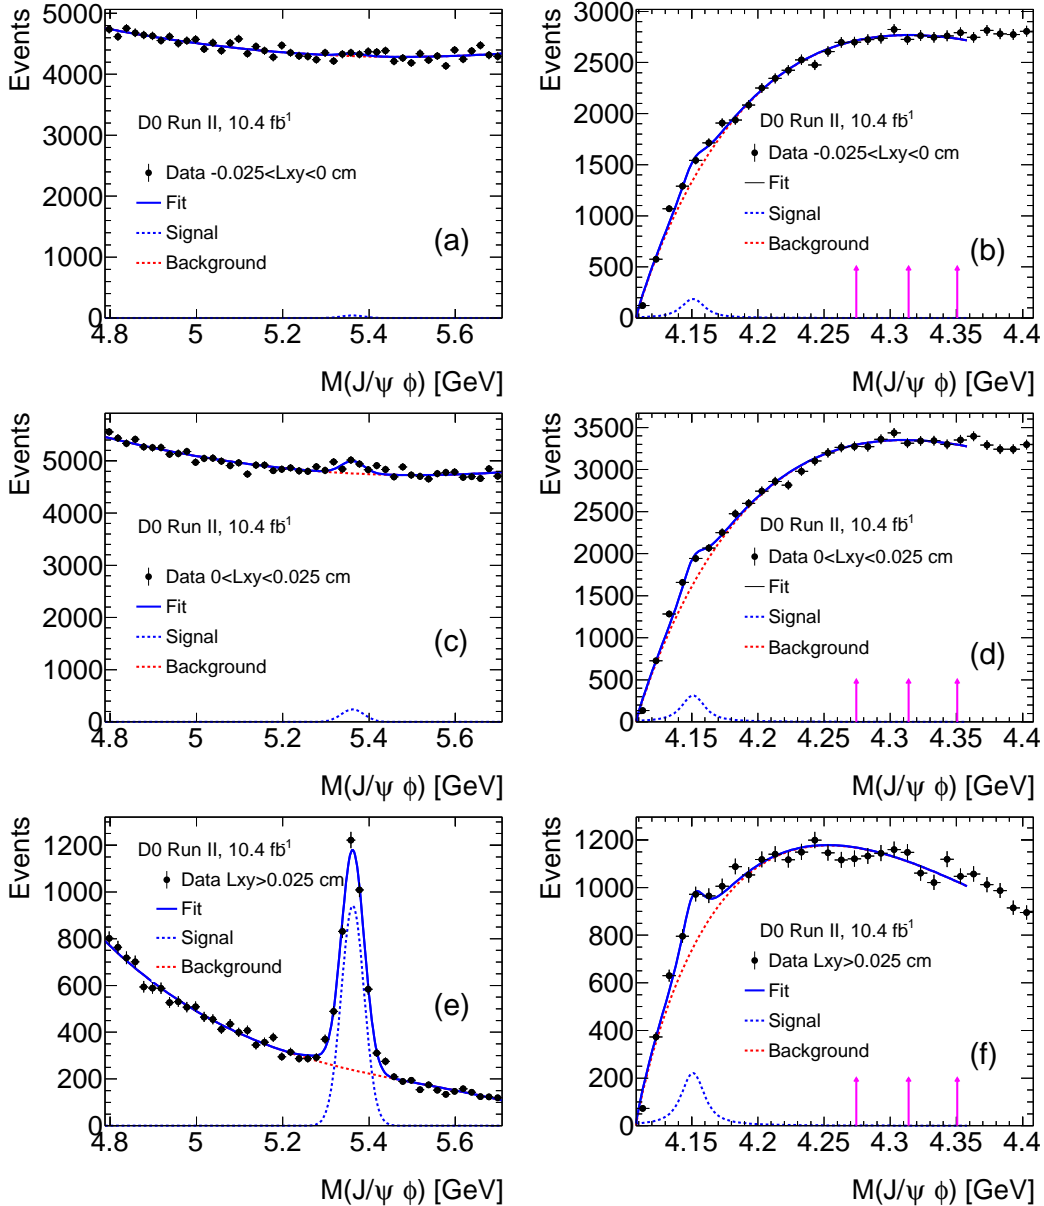 Events
5000
4000
3000
2000
1000
0
D0 Run II, 10.4 fb-1
Data -0.025<Lxy<0 cm
Fit
Signal
Background
(a)
4.8 5 5.2 5.4 5.6
M(J/ψ ϕ) [GeV]
Events
3000
2500
2000
1500
1000
500
0
D0 Run II, 10.4 fb-1
Data -0.025<Lxy<0 cm
Fit
Signal
Background
(b)
4.15 4.2 4.25 4.3 4.35 4.4
M(J/ψ ϕ) [GeV]
Events
5000
4000
3000
2000
1000
0
D0 Run II, 10.4 fb-1
Data 0<Lxy<0.025 cm
Fit
Signal
Background
(c)
4.8 5 5.2 5.4 5.6
M(J/ψ ϕ) [GeV]
Events
3500
3000
2500
2000
1500
1000
500
0
D0 Run II, 10.4 fb-1
Data 0<Lxy<0.025 cm
Fit
Signal
Background
(d)
4.15 4.2 4.25 4.3 4.35 4.4
M(J/ψ ϕ) [GeV]
Events
1200
1000
800
600
400
200
0
D0 Run II, 10.4 fb-1
Data Lxy>0.025 cm
Fit
Signal
Background
(e)
4.8 5 5.2 5.4 5.6
M(J/ψ ϕ) [GeV]
Events
1200
1000
800
600
400
200
0
D0 Run II, 10.4 fb-1
Data Lxy>0.025 cm
Fit
Signal
Background
(f)
4.15 4.2 4.25 4.3 4.35 4.4
M(J/ψ ϕ) [GeV]